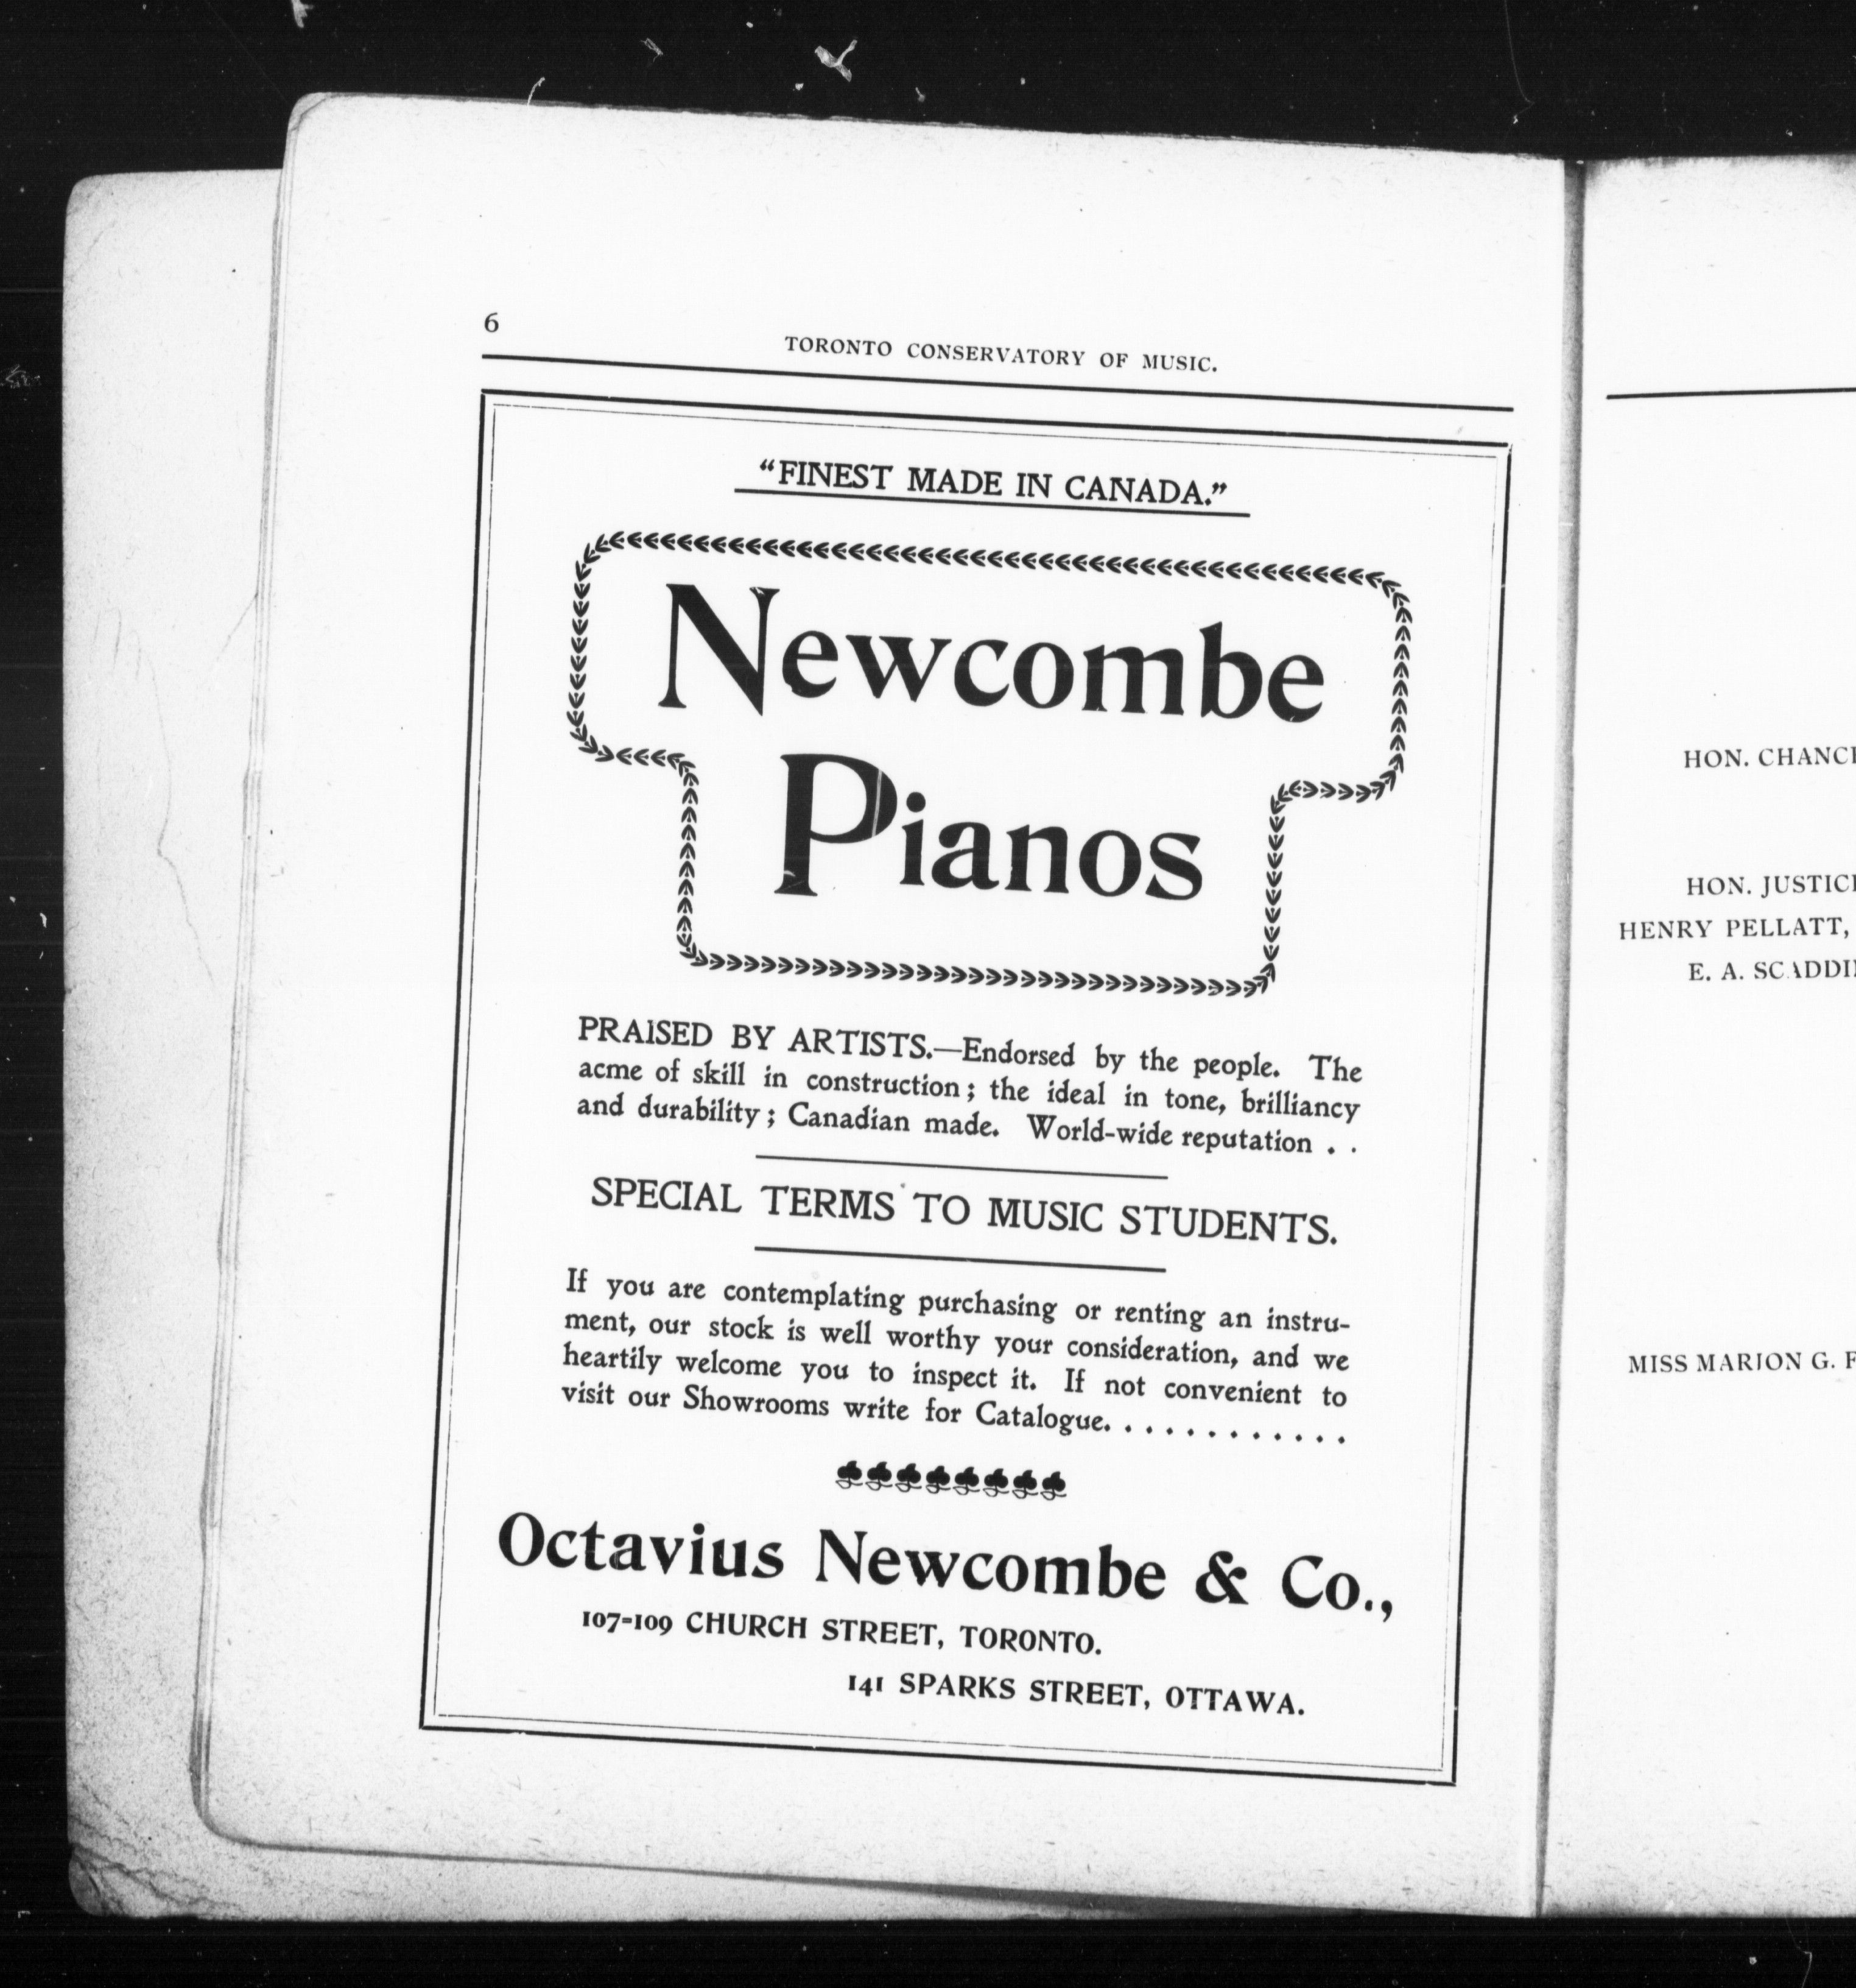 6
TORONTO CONSERVATORY OF MUSIC.
“FINEST MADE IN CANADA.”
Newcombe
Pianos
PRAISED BY ARTISTS.—Endorsed by the people. The
acme of skill in construction; the ideal in tone, brilliancy
and durability; Canadian made. World-wide reputation . .
SPECIAL TERMS TO MUSIC STUDENTS.
If you are contemplating purchasing or renting an instru-
ment, our stock is well worthy your consideration, and we
heartily welcome you to inspect it. If not convenient to
visit our Showrooms write for Catalogue. . . . . . . . . . . .
Octavius Newcombe & Co.,
107-109 CHURCH STREET, TORONTO.
141 SPARKS STREET, OTTAWA.
HON.
HON.
HENRY PELLATT,
E. A.
MISS MARION G.